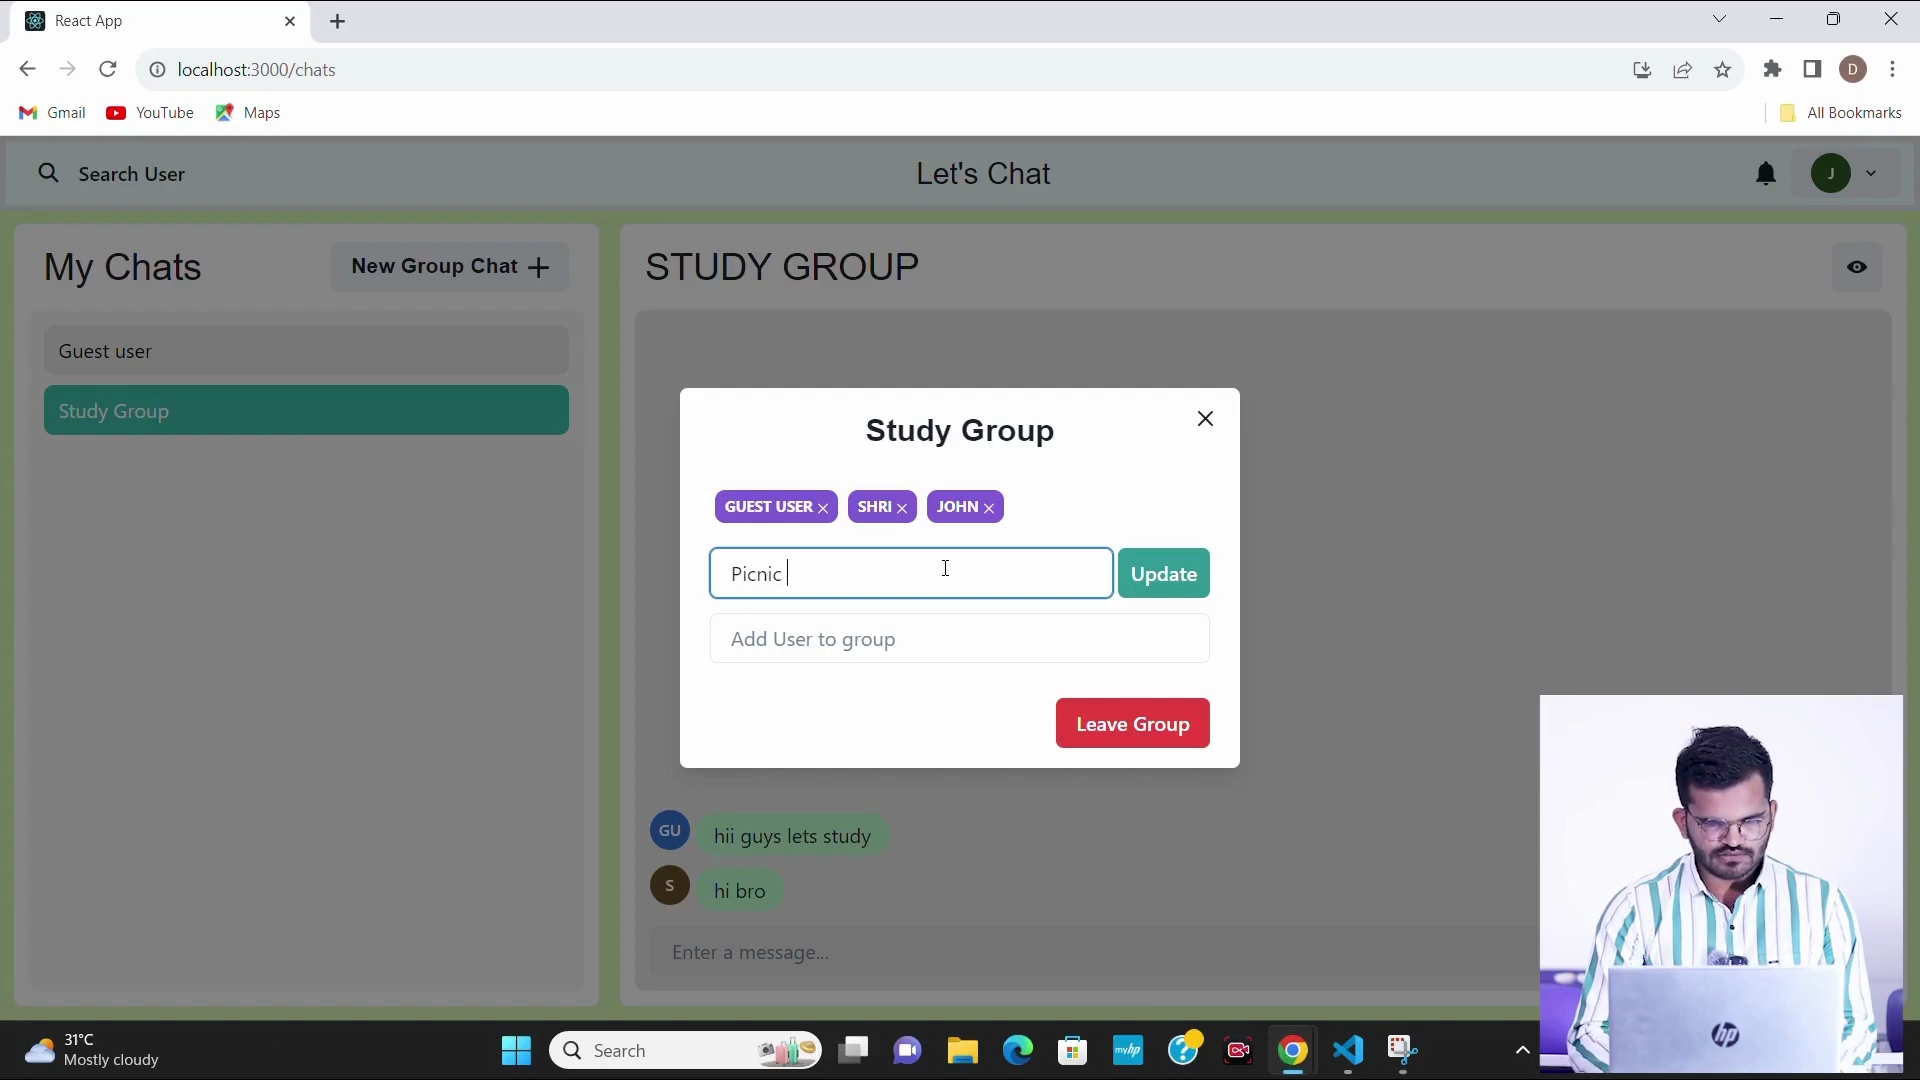 React App
localhost:3000/chats
Gmail
YouTube
Maps
All Bookmarks
D
Search User
Let's Chat
J
My Chats
New Group Chat
STUDY GROUP
Guest user
Study Group
Study Group
GUEST USER
SHRI
JOHN
Picnic
Update
Add User to group
Leave Group
GU
hii guys lets study
S
hi bro
Enter a message...
31°C
Mostly cloudy
Search
myhp
hp